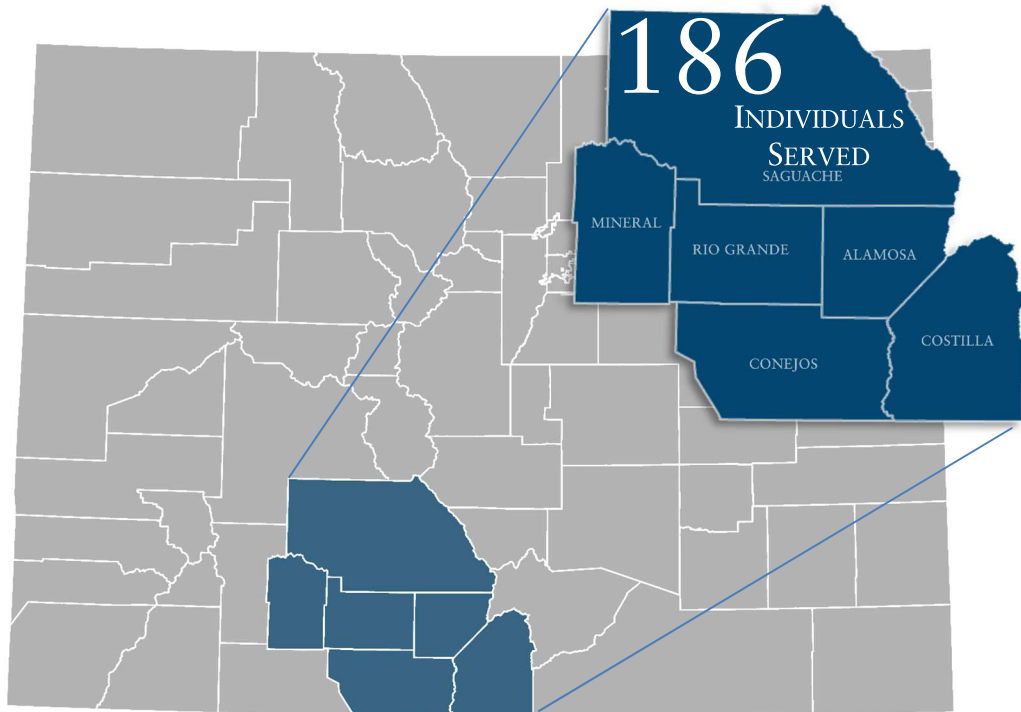 186
INDIVIDUALS
SERVED
SAGUACHE
MINERAL
RIO GRANDE
ALAMOSA
COSTILLA
CONEJOS